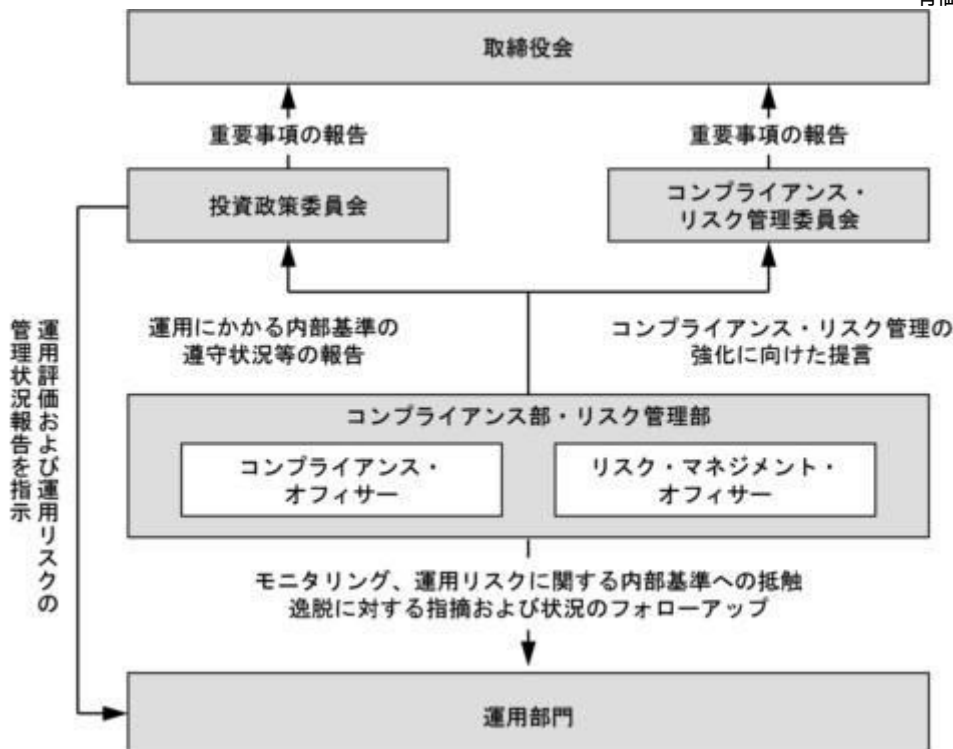 取締役会
重要事項の報告
重要事項の報告
投資政策委員会
コンプライアンス・
リスク管理委員会
運用にかかる内部基準の
遵守状況等の報告
コンプライアンス・リスク管理の
強化に向けた提言
運用評価および運用リスクの
管理状況報告を指示
コンプライアンス部・リスク管理部
コンプライアンス・
オフィサー
リスク・マネジメント・
オフィサー
モニタリング、運用リスクに関する内部基準への抵触
逸脱に対する指摘および状況のフォローアップ
運用部門